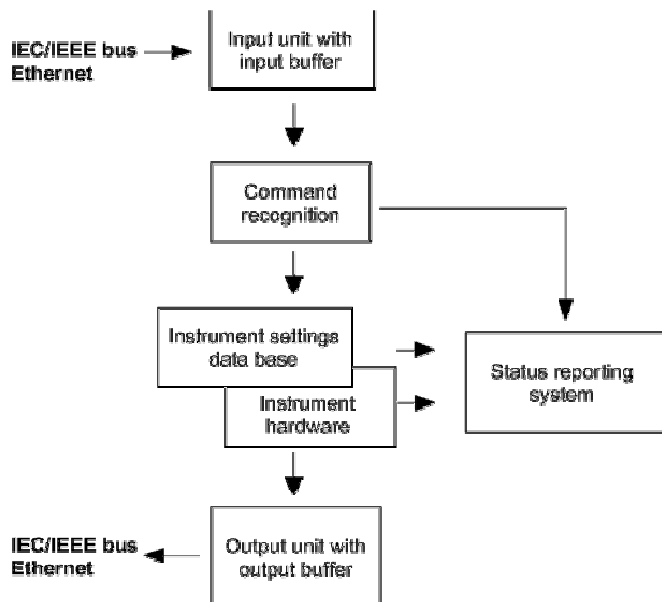 IEC/IEEE bus
Ethernet
Input unit with
input buffer
Command
recognition
Instrument settings
data base
Instrument
hardware
Status reporting
system
IEC/IEEE bus
Ethernet
Output unit with
output buffer